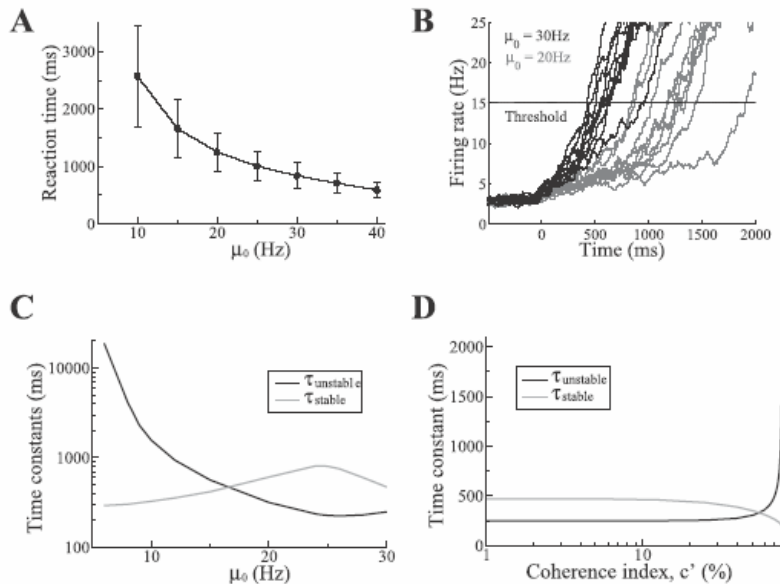 A
Reaction time (ms)
3000
2000
1000
0
10
20
30
40
μ₀ (Hz)
B
μ₀ = 30Hz
μ₀ = 20Hz
Threshold
Firing rate (Hz)
25
20
15
10
5
0
0
500
1000
1500
2000
Time (ms)
C
τunstable
τstable
Time constants (ms)
10000
1000
100
10
20
30
μ₀ (Hz)
D
τunstable
τstable
Time constant (ms)
2000
1500
1000
500
0
1
10
Coherence index, c' (%)